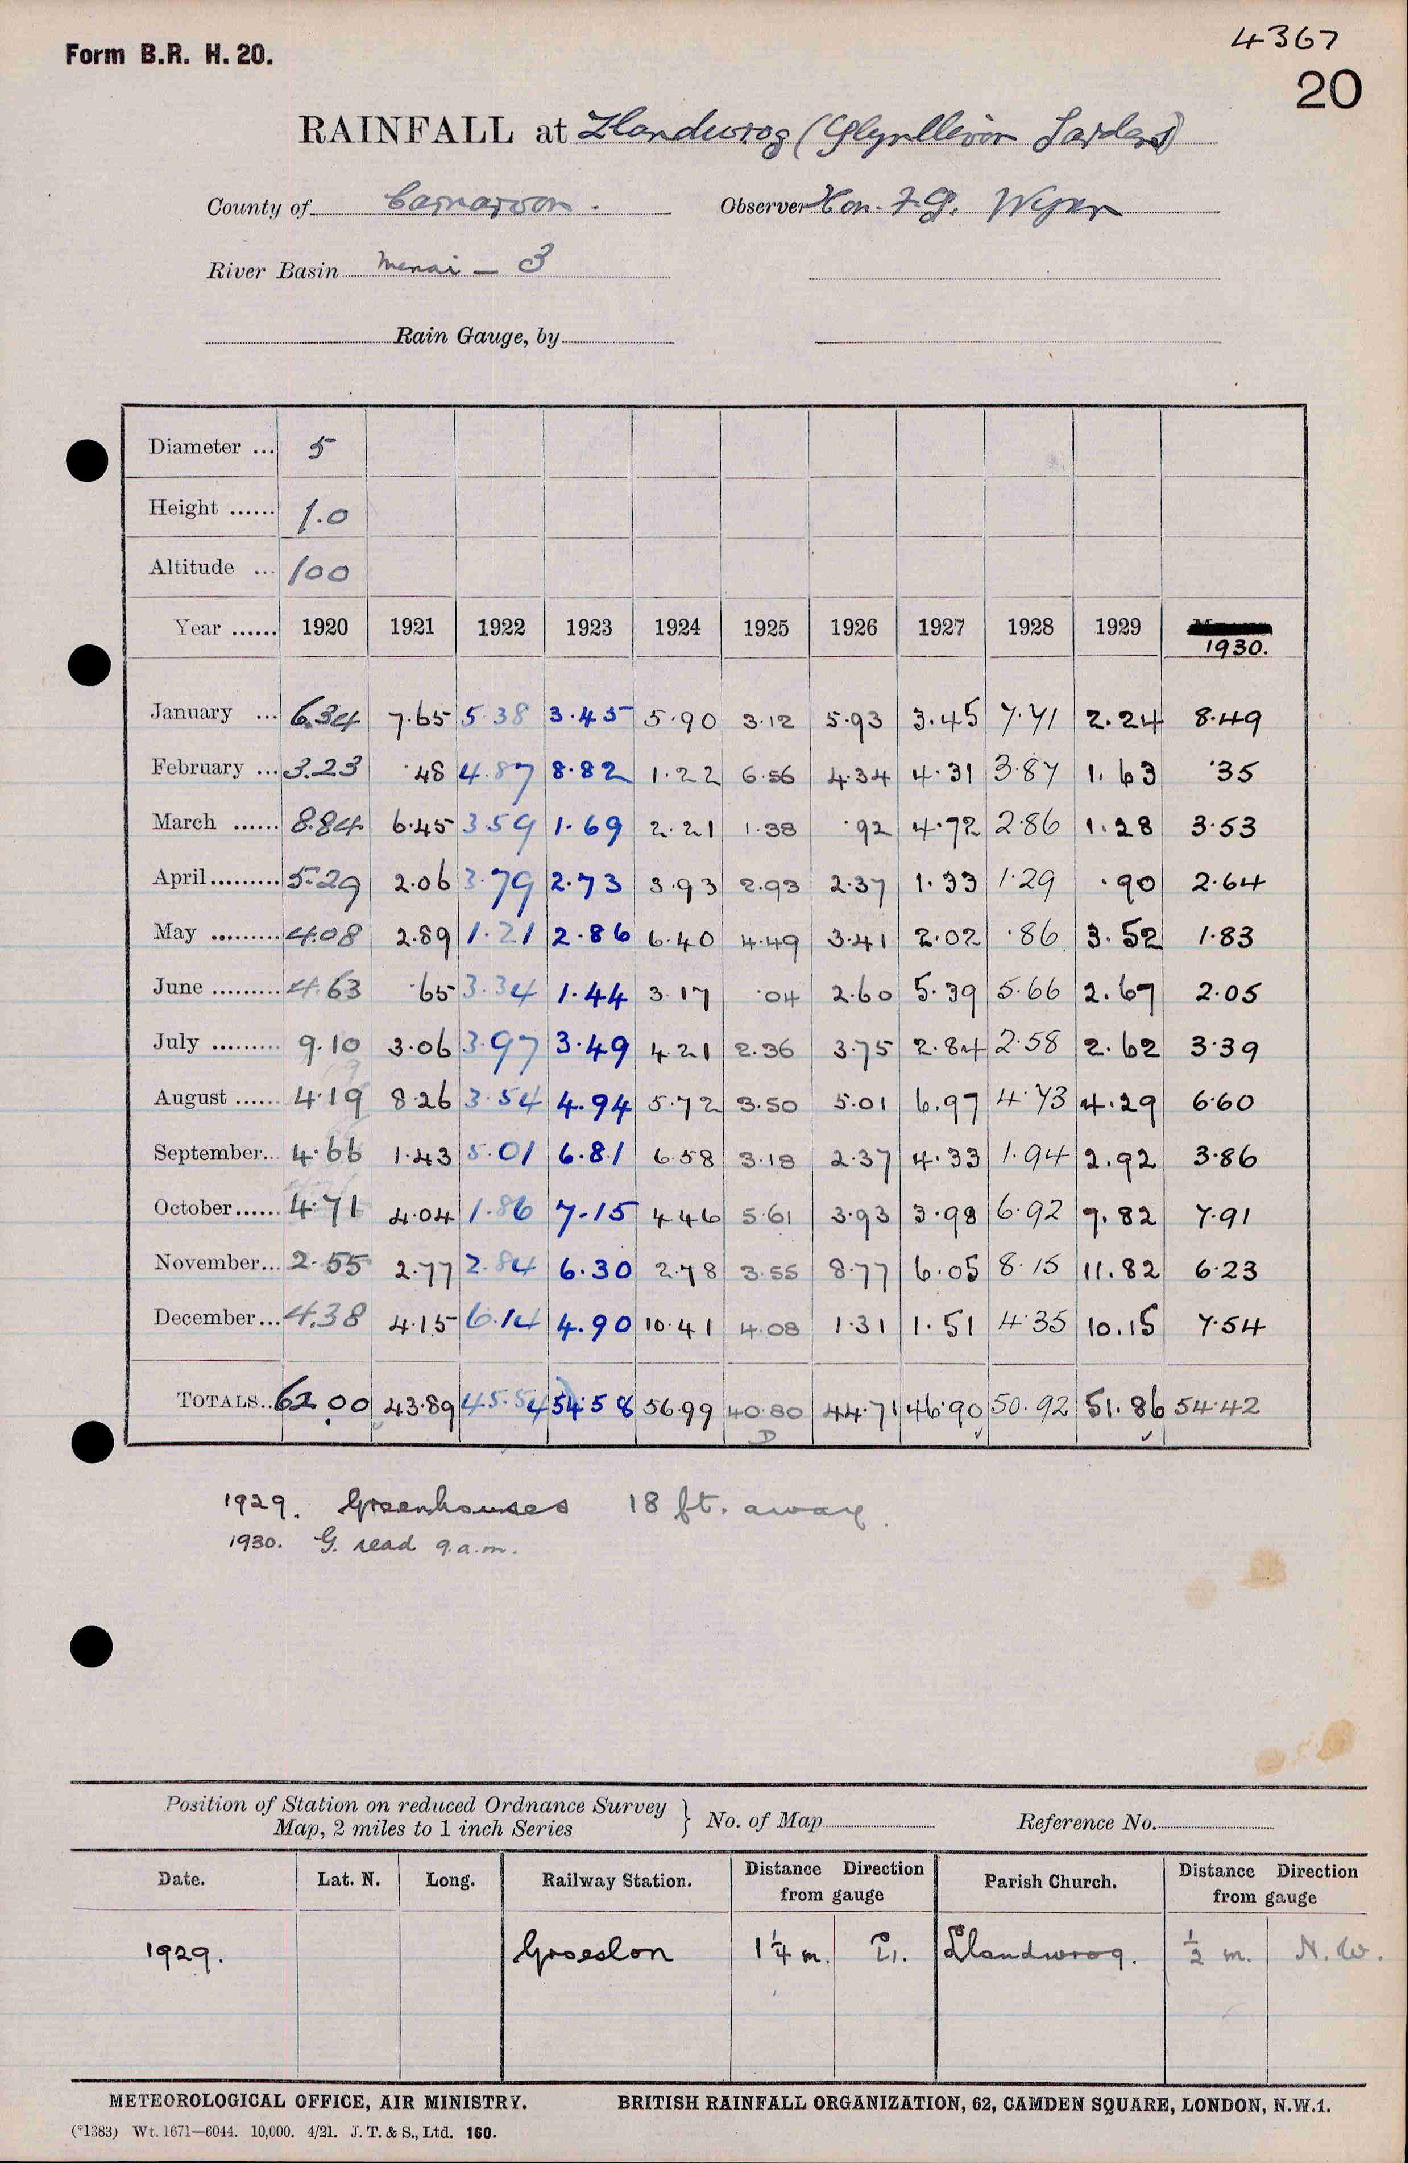 4367
Form B.R. H. 20.
20
RAINFALL at Llandwrog (Glynllivon Gardens)
County of Carnarvon. Observer Hon. F. G. Wynn
River Basin Menai - 3
Rain Gauge, by
Diameter ... 5
Height ...... 1.0
Altitude ... 100
Year ...... 1920 1921 1922 1923 1924 1925 1926 1927 1928 1929 1930.
January ... 6.34 7.65 5.38 3.45 5.90 3.12 5.93 3.45 7.71 2.24 8.49
February ... 3.23 .48 4.87 8.82 1.22 6.56 4.34 4.31 3.87 1.63 .35
March ...... 8.84 6.45 3.59 1.69 2.21 1.38 .92 4.72 2.86 1.28 3.53
April......... 5.29 2.06 3.79 2.73 3.93 2.93 2.37 1.33 1.29 .90 2.64
May ......... 4.08 2.89 1.21 2.86 6.40 4.49 3.41 2.02 .86 3.52 1.83
June ......... 4.63 .65 3.34 1.44 3.17 .04 2.60 5.39 5.66 2.67 2.05
July ......... 9.10 3.06 3.97 3.49 4.21 2.36 3.75 2.84 2.58 2.62 3.39
August ...... 4.19 8.26 3.54 4.94 5.72 3.50 5.01 6.97 4.73 4.29 6.60
September... 4.66 1.43 5.01 6.81 6.58 3.18 2.37 4.33 1.94 2.92 3.86
October...... 4.71 4.04 1.86 7.15 4.46 5.61 3.93 3.98 6.92 7.82 7.91
November... 2.55 2.77 2.84 6.30 2.78 3.55 8.77 6.05 8.15 11.82 6.23
December... 4.38 4.15 6.14 4.90 10.41 4.08 1.31 1.51 4.35 10.15 7.54
TOTALS.. 62.00 43.89 45.54 54.58 56.99 40.80 44.71 46.90 50.92 51.86 54.42
D
1929. Greenhouses 18 ft. away.
1930. G. read 9.a.m.
Position of Station on reduced Ordnance Survey
Map, 2 miles to 1 inch Series } No. of Map Reference No.
Date. Lat. N. Long. Railway Station. Distance Direction from gauge Parish Church. Distance Direction from gauge
1929. Groeslon 1¼ m. E. Llandwrog. ½ m. N.W.
METEOROLOGICAL OFFICE, AIR MINISTRY. BRITISH RAINFALL ORGANIZATION, 62, CAMDEN SQUARE, LONDON, N.W.1.
(*1383) Wt. 1671—6044. 10,000. 4/21. J. T. & S., Ltd. 160.